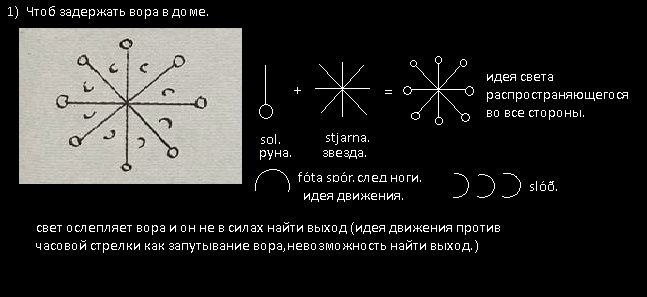 1) Чтоб задержать вора в доме.
+ =
идея света
распространяющегося
во все стороны.
sol. stjarna.
руна. звезда.
fóta spór. след ноги.
идея движения.
slóð.
свет ослепляет вора и он не в силах найти выход (идея движения против
часовой стрелки как запутывание вора,невозможность найти выход.)